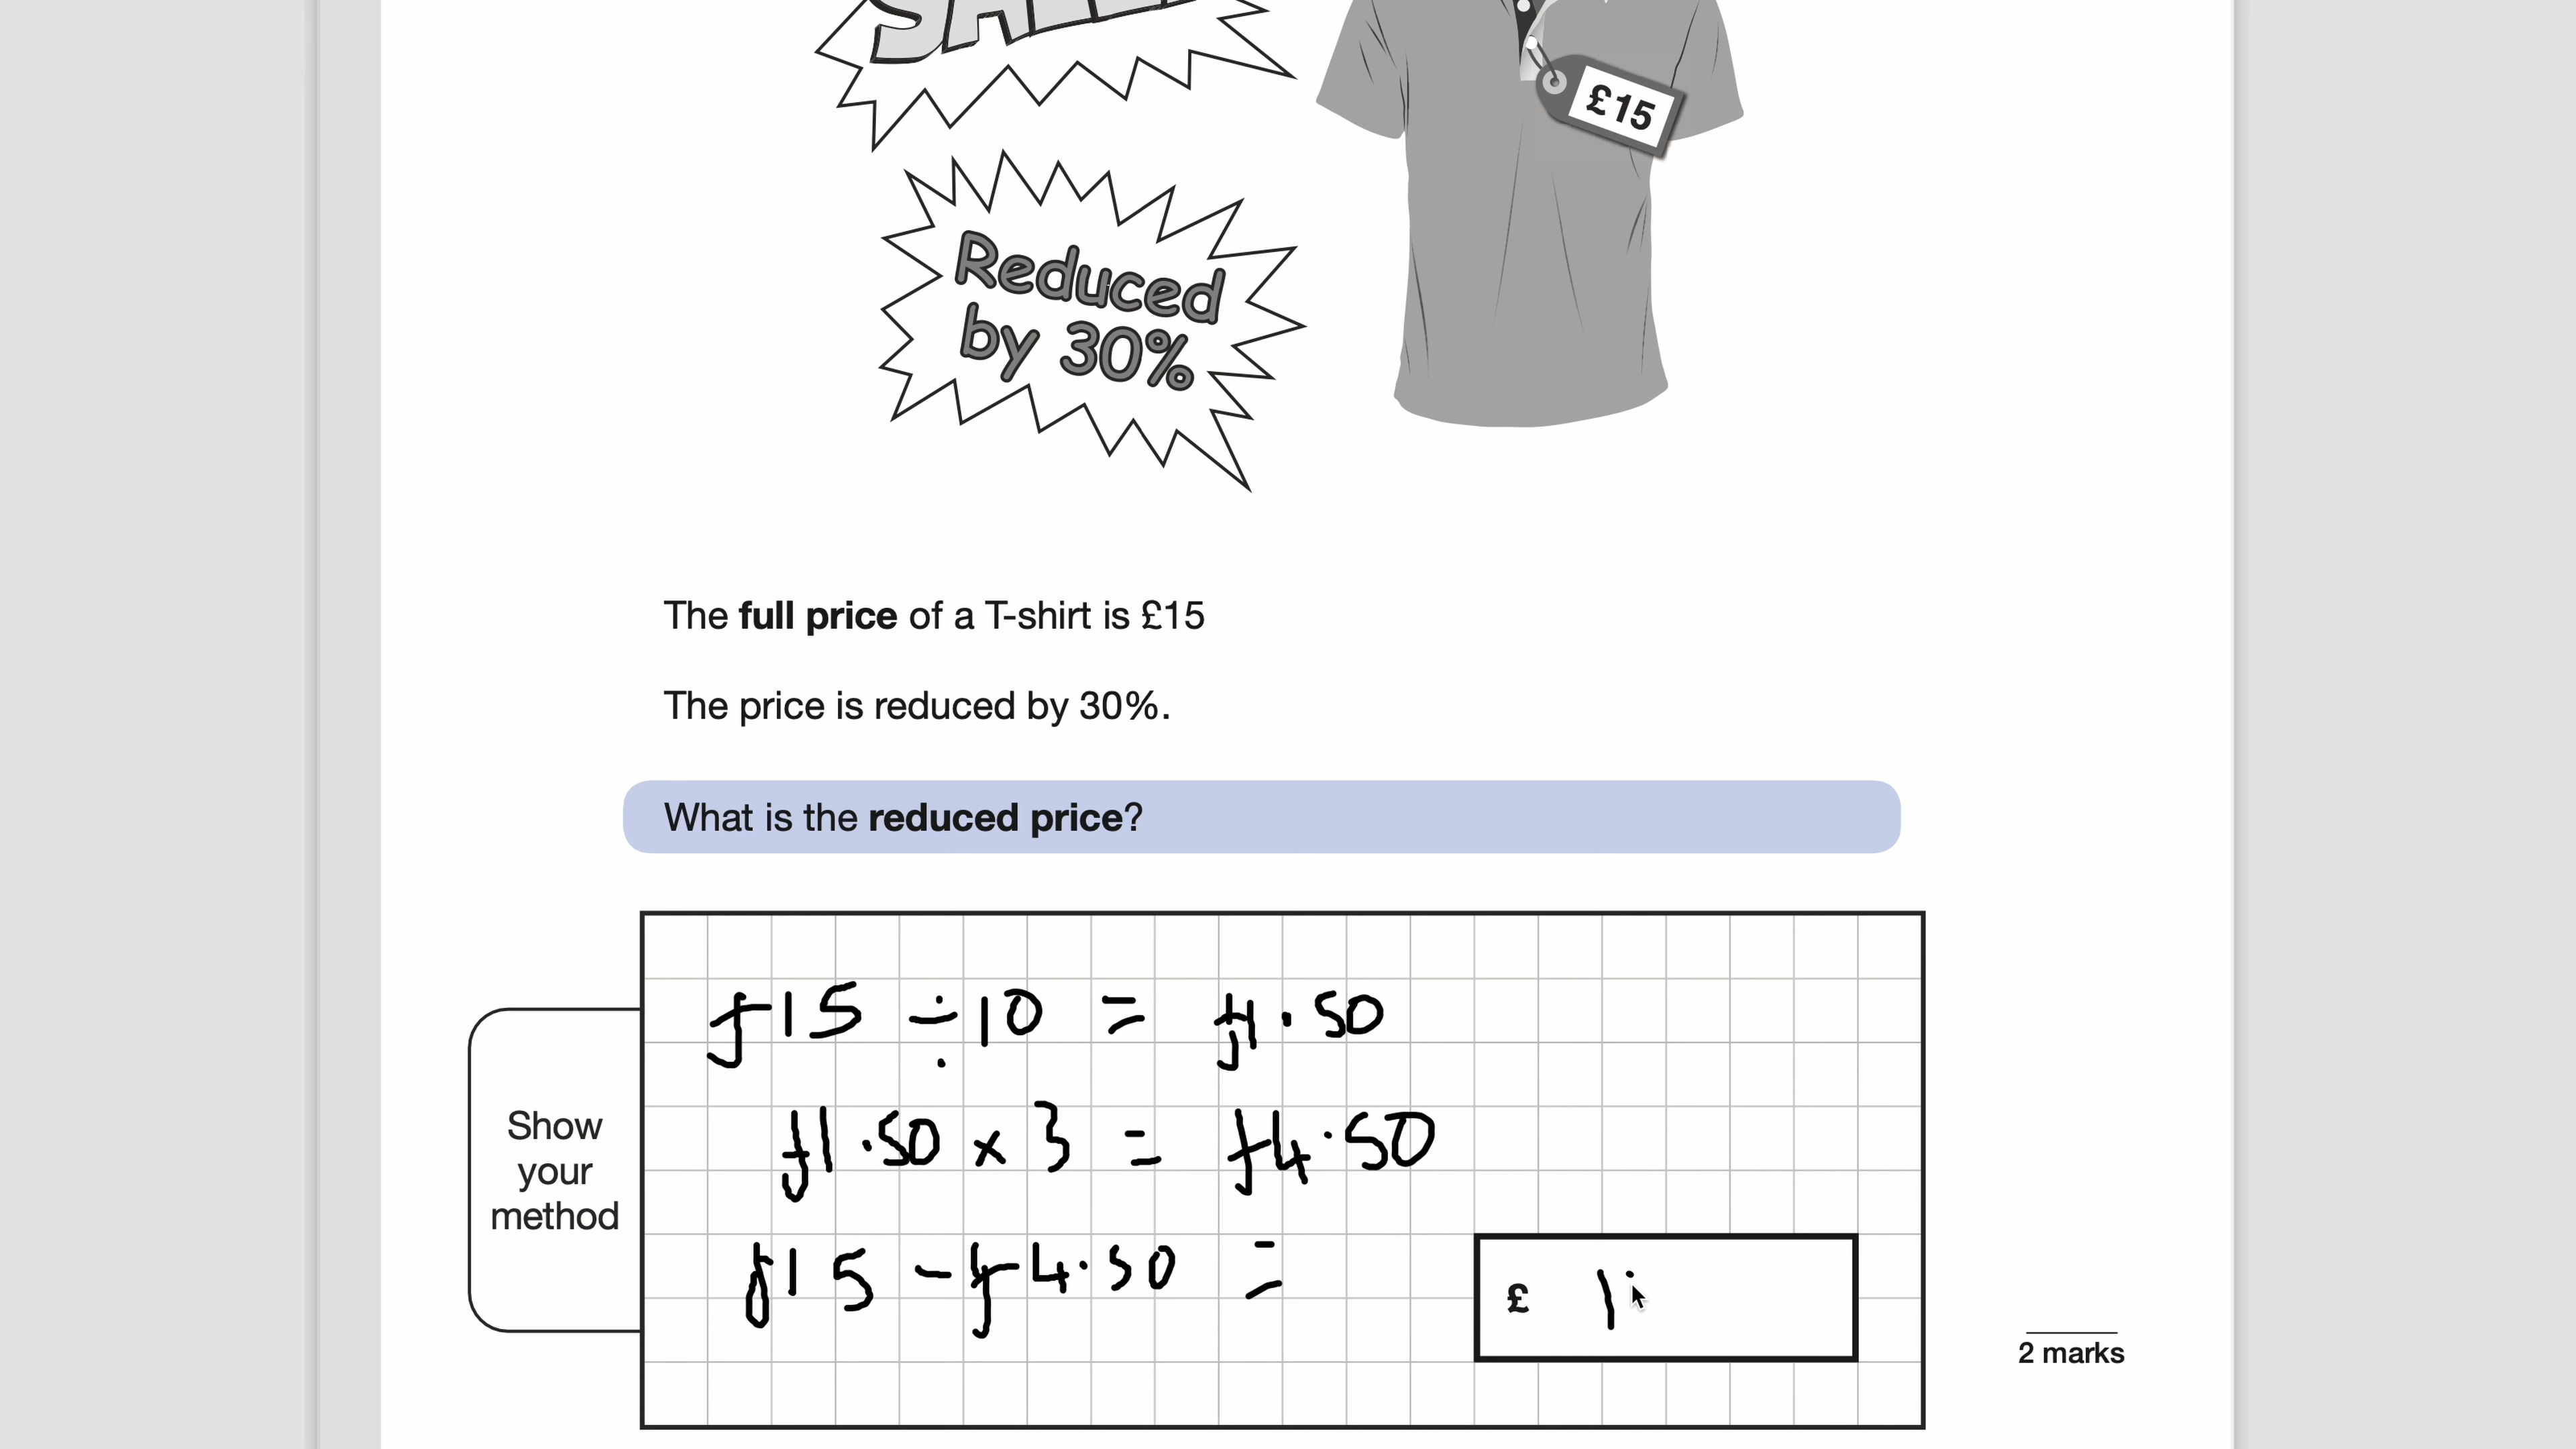 £15
Reduced
by 30%
The full price of a T-shirt is £15
The price is reduced by 30%.
What is the reduced price?
Show
your
method
£15 ÷ 10 = £1.50
£1.50 × 3 = £4.50
£15 - £4.50 =
£ 1
2 marks